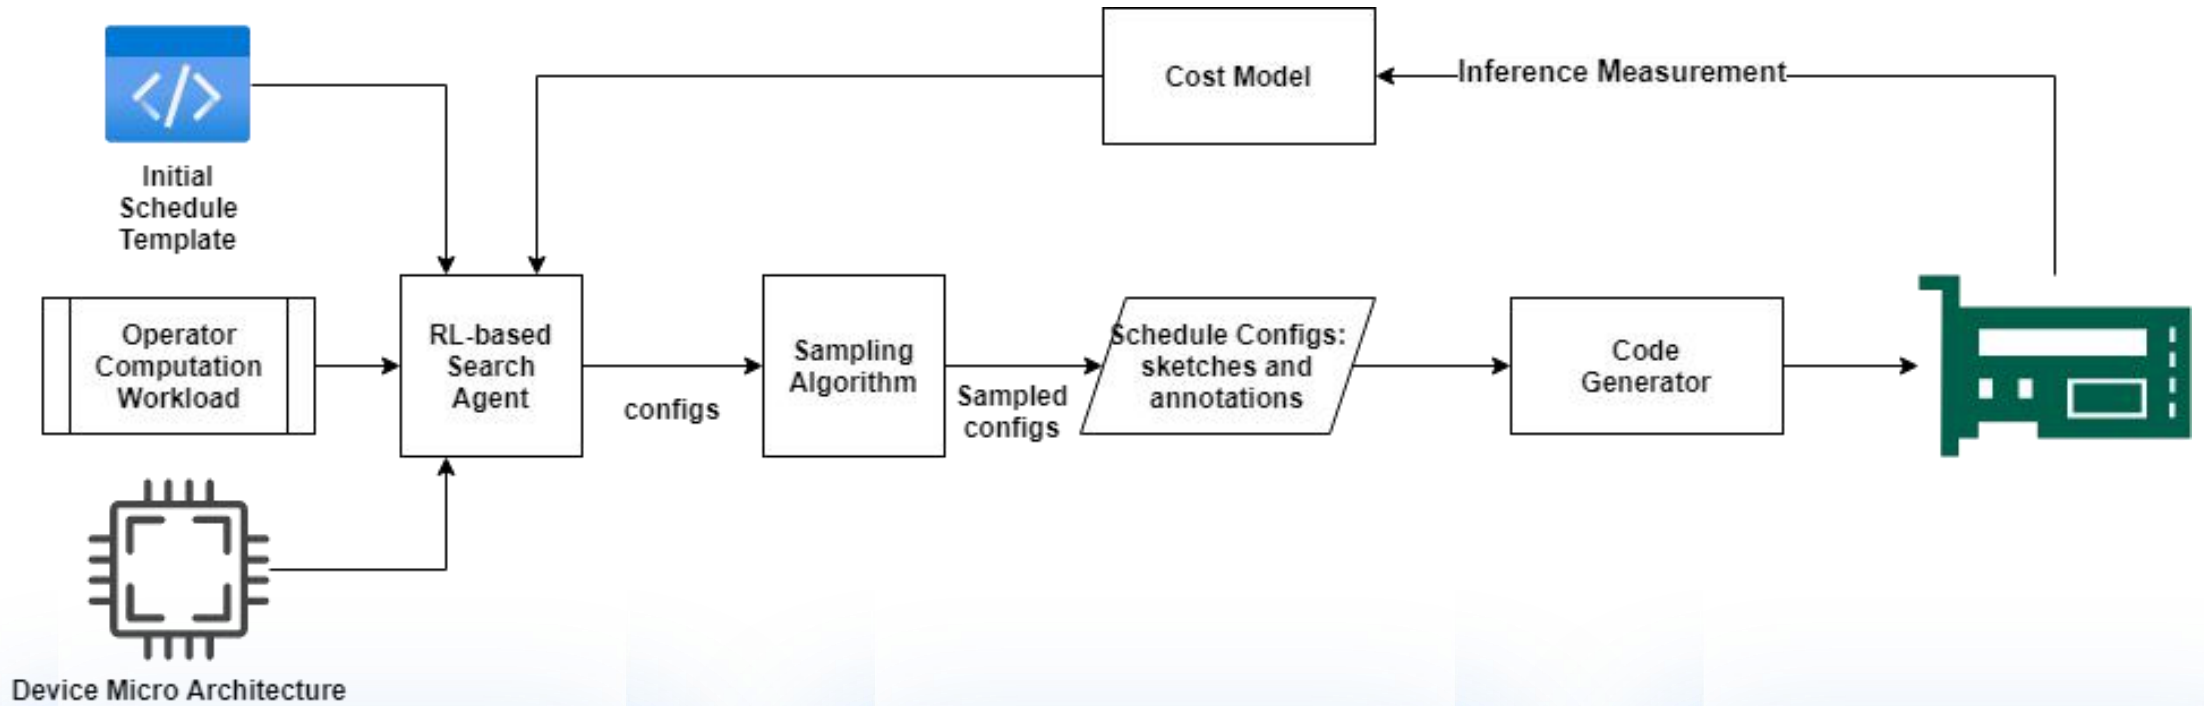 Cost Model
Inference Measurement
Initial
Schedule
Template
Operator
Computation
Workload
RL-based
Search
Agent
configs
Sampling
Algorithm
Sampled
configs
Schedule Configs:
sketches and
annotations
Code
Generator
Device Micro Architecture